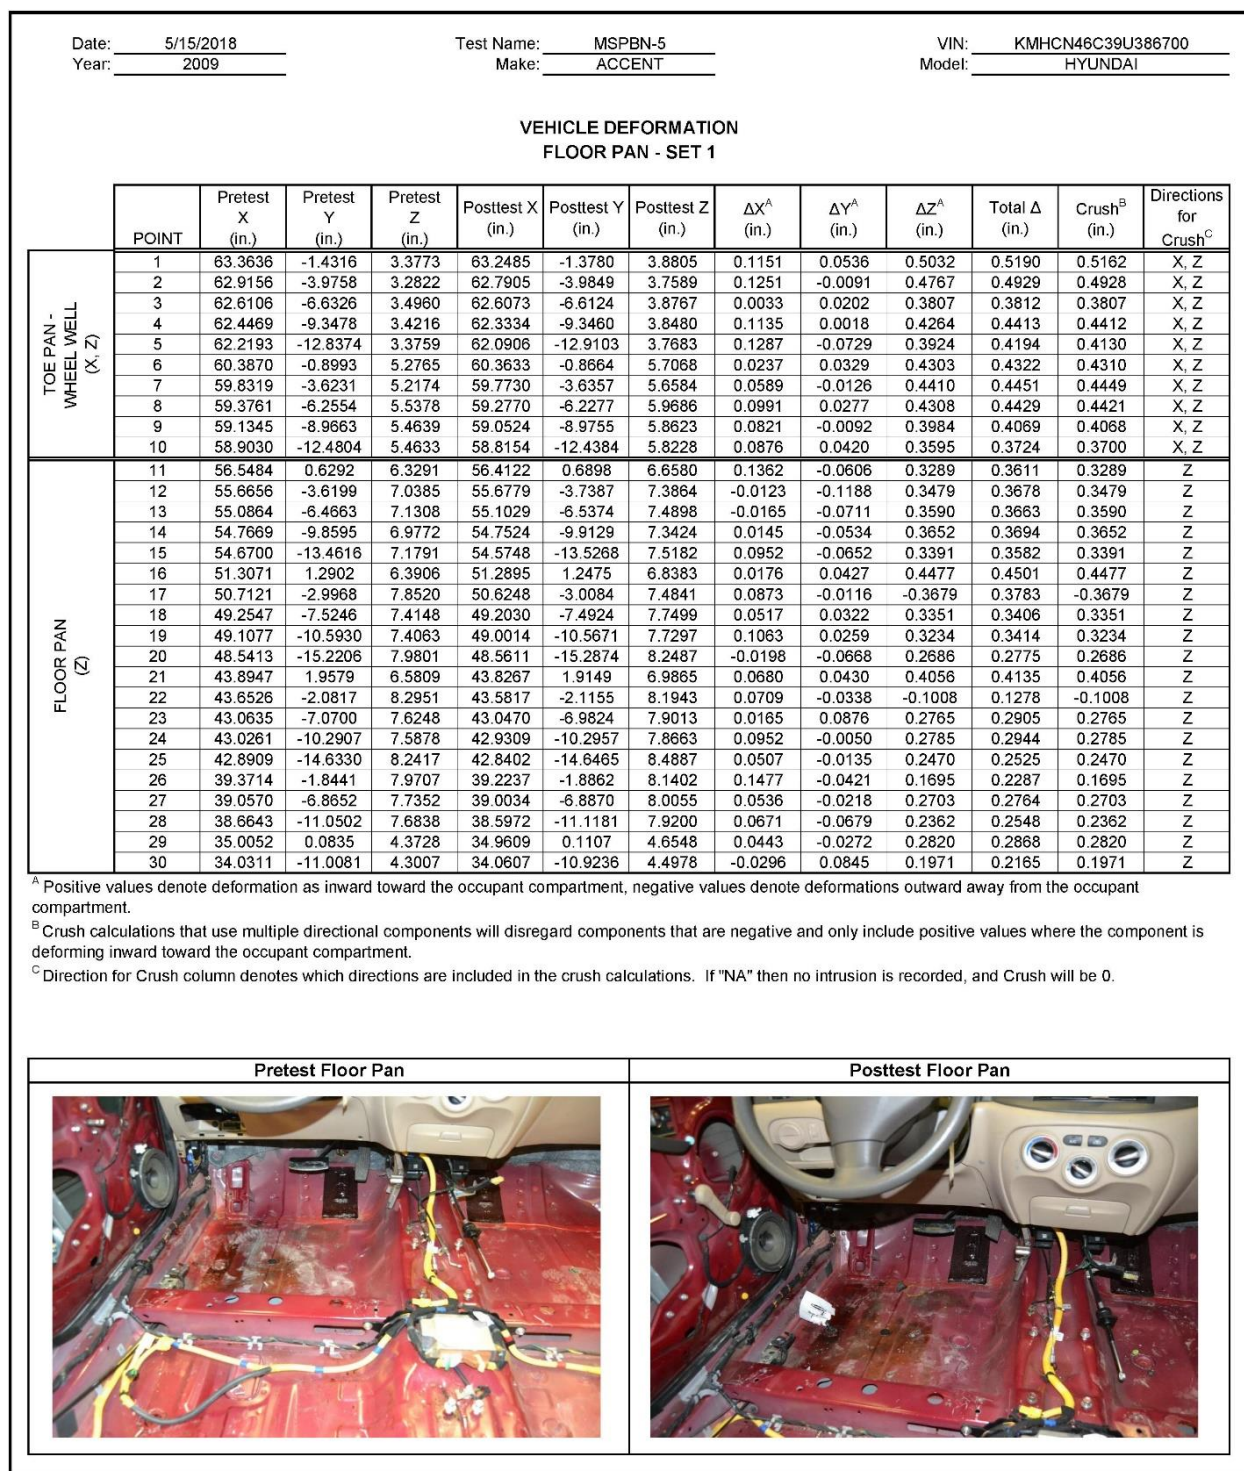 Date: 5/15/2018 Test Name: MSPBN-5 VIN: KMHCN46C39U386700
Year: 2009 Make: ACCENT Model: HYUNDAI
VEHICLE DEFORMATION
FLOOR PAN - SET 1
POINT Pretest X (in.) Pretest Y (in.) Pretest Z (in.) Posttest X (in.) Posttest Y (in.) Posttest Z (in.) ΔX^A (in.) ΔY^A (in.) ΔZ^A (in.) Total Δ (in.) Crush^B (in.) Directions for Crush^C
TOE PAN - WHEEL WELL (X, Z)
1 63.3636 -1.4316 3.3773 63.2485 -1.3780 3.8805 0.1151 0.0536 0.5032 0.5190 0.5162 X, Z
2 62.9156 -3.9758 3.2822 62.7905 -3.9849 3.7589 0.1251 -0.0091 0.4767 0.4929 0.4928 X, Z
3 62.6106 -6.6326 3.4960 62.6073 -6.6124 3.8767 0.0033 0.0202 0.3807 0.3812 0.3807 X, Z
4 62.4469 -9.3478 3.4216 62.3334 -9.3460 3.8480 0.1135 0.0018 0.4264 0.4413 0.4412 X, Z
5 62.2193 -12.8374 3.3759 62.0906 -12.9103 3.7683 0.1287 -0.0729 0.3924 0.4194 0.4130 X, Z
6 60.3870 -0.8993 5.2765 60.3633 -0.8664 5.7068 0.0237 0.0329 0.4303 0.4322 0.4310 X, Z
7 59.8319 -3.6231 5.2174 59.7730 -3.6357 5.6584 0.0589 -0.0126 0.4410 0.4451 0.4449 X, Z
8 59.3761 -6.2554 5.5378 59.2770 -6.2277 5.9686 0.0991 0.0277 0.4308 0.4429 0.4421 X, Z
9 59.1345 -8.9663 5.4639 59.0524 -8.9755 5.8623 0.0821 -0.0092 0.3984 0.4069 0.4068 X, Z
10 58.9030 -12.4804 5.4633 58.8154 -12.4384 5.8228 0.0876 0.0420 0.3595 0.3724 0.3700 X, Z
FLOOR PAN (Z)
11 56.5484 0.6292 6.3291 56.4122 0.6898 6.6580 0.1362 -0.0606 0.3289 0.3611 0.3289 Z
12 55.6656 -3.6199 7.0385 55.6779 -3.7387 7.3864 -0.0123 -0.1188 0.3479 0.3678 0.3479 Z
13 55.0864 -6.4663 7.1308 55.1029 -6.5374 7.4898 -0.0165 -0.0711 0.3590 0.3663 0.3590 Z
14 54.7669 -9.8595 6.9772 54.7524 -9.9129 7.3424 0.0145 -0.0534 0.3652 0.3694 0.3652 Z
15 54.6700 -13.4616 7.1791 54.5748 -13.5268 7.5182 0.0952 -0.0652 0.3391 0.3582 0.3391 Z
16 51.3071 1.2902 6.3906 51.2895 1.2475 6.8383 0.0176 0.0427 0.4477 0.4501 0.4477 Z
17 50.7121 -2.9968 7.8520 50.6248 -3.0084 7.4841 0.0873 -0.0116 -0.3679 0.3783 -0.3679 Z
18 49.2547 -7.5246 7.4148 49.2030 -7.4924 7.7499 0.0517 0.0322 0.3351 0.3406 0.3351 Z
19 49.1077 -10.5930 7.4063 49.0014 -10.5671 7.7297 0.1063 0.0259 0.3234 0.3414 0.3234 Z
20 48.5413 -15.2206 7.9801 48.5611 -15.2874 8.2487 -0.0198 -0.0668 0.2686 0.2775 0.2686 Z
21 43.8947 1.9579 6.5809 43.8267 1.9149 6.9865 0.0680 0.0430 0.4056 0.4135 0.4056 Z
22 43.6526 -2.0817 8.2951 43.5817 -2.1155 8.1943 0.0709 -0.0338 -0.1008 0.1278 -0.1008 Z
23 43.0635 -7.0700 7.6248 43.0470 -6.9824 7.9013 0.0165 0.0876 0.2765 0.2905 0.2765 Z
24 43.0261 -10.2907 7.5878 42.9309 -10.2957 7.8663 0.0952 -0.0050 0.2785 0.2944 0.2785 Z
25 42.8909 -14.6330 8.2417 42.8402 -14.6465 8.4887 0.0507 -0.0135 0.2470 0.2525 0.2470 Z
26 39.3714 -1.8441 7.9707 39.2237 -1.8862 8.1402 0.1477 -0.0421 0.1695 0.2287 0.1695 Z
27 39.0570 -6.8652 7.7352 39.0034 -6.8870 8.0055 0.0536 -0.0218 0.2703 0.2764 0.2703 Z
28 38.6643 -11.0502 7.6838 38.5972 -11.1181 7.9200 0.0671 -0.0679 0.2362 0.2548 0.2362 Z
29 35.0052 0.0835 4.3728 34.9609 0.1107 4.6548 0.0443 -0.0272 0.2820 0.2868 0.2820 Z
30 34.0311 -11.0081 4.3007 34.0607 -10.9236 4.4978 -0.0296 0.0845 0.1971 0.2165 0.1971 Z
^A Positive values denote deformation as inward toward the occupant compartment, negative values denote deformations outward away from the occupant
compartment.
^B Crush calculations that use multiple directional components will disregard components that are negative and only include positive values where the component is
deforming inward toward the occupant compartment.
^C Direction for Crush column denotes which directions are included in the crush calculations. If "NA" then no intrusion is recorded, and Crush will be 0.
Pretest Floor Pan Posttest Floor Pan